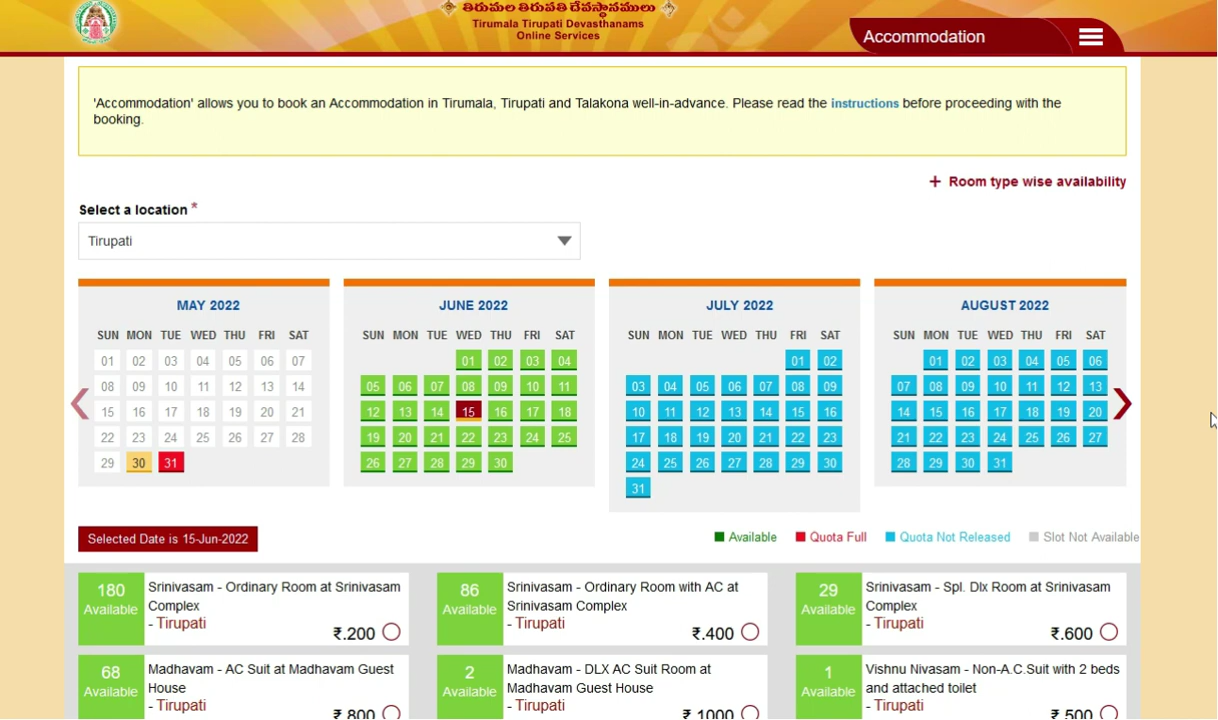 తిరుమల తిరుపతి దేవస్థానములు
Tirumala Tirupati Devasthanams
Online Services
Accommodation
'Accommodation' allows you to book an Accommodation in Tirumala, Tirupati and Talakona well-in-advance. Please read the instructions before proceeding with the
booking.
+ Room type wise availability
Select a location *
Tirupati
MAY 2022
SUN MON TUE WED THU FRI SAT
01 02 03 04 05 06 07
08 09 10 11 12 13 14
15 16 17 18 19 20 21
22 23 24 25 26 27 28
29 30 31
JUNE 2022
SUN MON TUE WED THU FRI SAT
01 02 03 04
05 06 07 08 09 10 11
12 13 14 15 16 17 18
19 20 21 22 23 24 25
26 27 28 29 30
JULY 2022
SUN MON TUE WED THU FRI SAT
01 02
03 04 05 06 07 08 09
10 11 12 13 14 15 16
17 18 19 20 21 22 23
24 25 26 27 28 29 30
31
AUGUST 2022
SUN MON TUE WED THU FRI SAT
01 02 03 04 05 06
07 08 09 10 11 12 13
14 15 16 17 18 19 20
21 22 23 24 25 26 27
28 29 30 31
Selected Date is 15-Jun-2022
Available Quota Full Quota Not Released Slot Not Available
180
Available
Srinivasam - Ordinary Room at Srinivasam
Complex
- Tirupati
₹.200
86
Available
Srinivasam - Ordinary Room with AC at
Srinivasam Complex
- Tirupati
₹.400
29
Available
Srinivasam - Spl. Dlx Room at Srinivasam
Complex
- Tirupati
₹.600
68
Available
Madhavam - AC Suit at Madhavam Guest
House
- Tirupati
₹.800
2
Available
Madhavam - DLX AC Suit Room at
Madhavam Guest House
- Tirupati
₹.1000
1
Available
Vishnu Nivasam - Non-A.C.Suit with 2 beds
and attached toilet
- Tirupati
₹.500